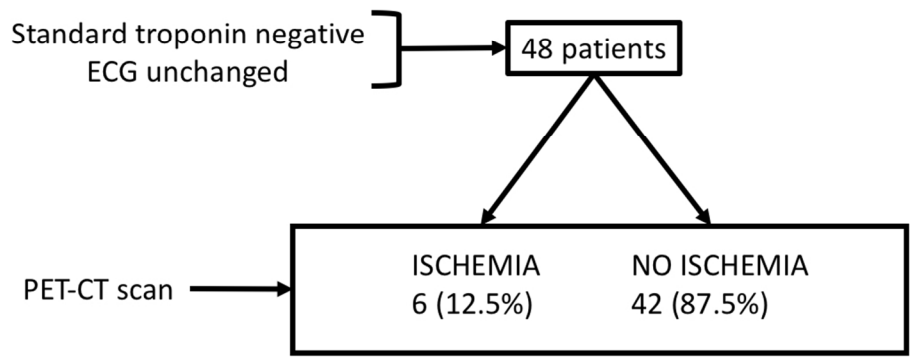 Standard troponin negative
ECG unchanged
48 patients
PET-CT scan
ISCHEMIA
6 (12.5%)
NO ISCHEMIA
42 (87.5%)